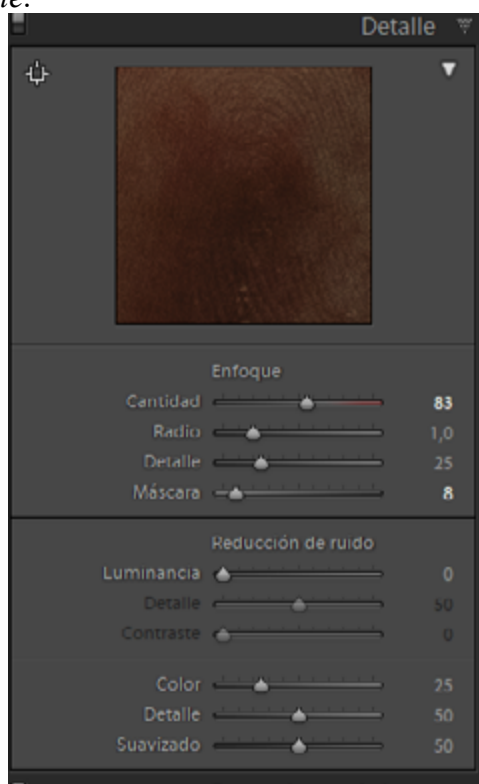 Detalle
Enfoque
Cantidad 83
Radio 1,0
Detalle 25
Máscara 8
Reducción de ruido
Luminancia 0
Detalle 50
Contraste 0
Color 25
Detalle 50
Suavizado 50